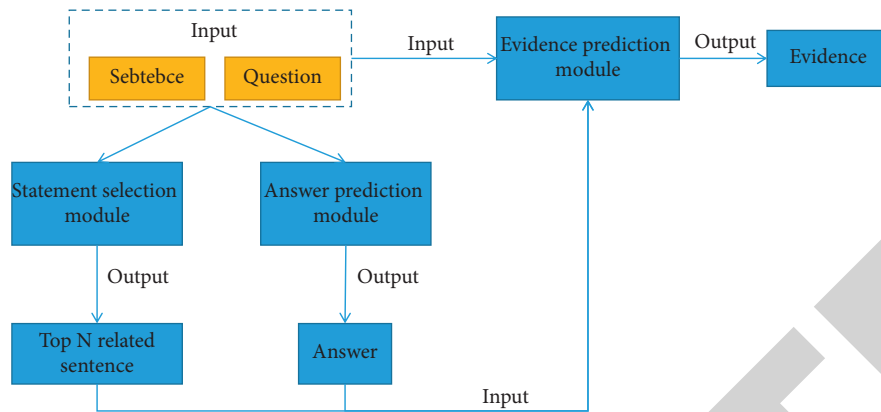 Input
Sebtebce
Question
Input
Evidence prediction
module
Output
Evidence
Statement selection
module
Answer prediction
module
Output
Output
Top N related
sentence
Answer
Input